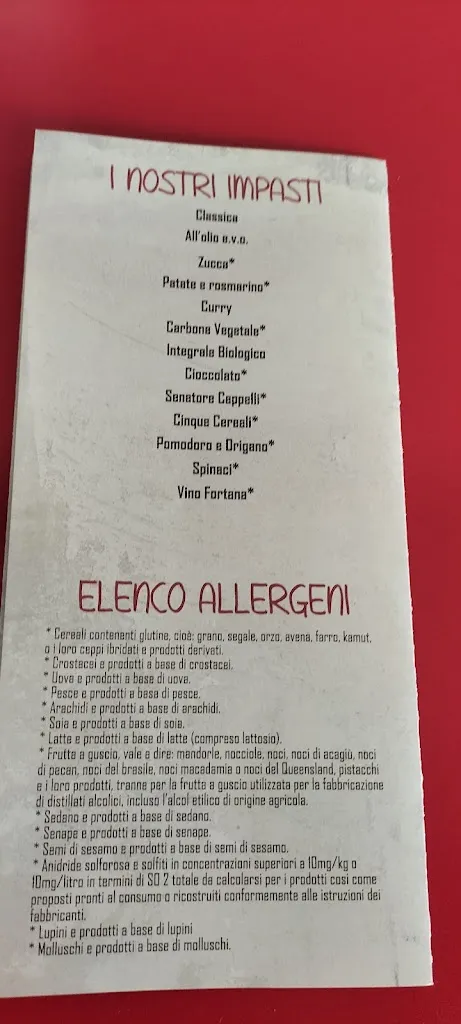 I NOSTRI IMPASTI
Classica
All'olio e.v.o.
Zucca*
Patate e rosmarino*
Curry
Carbone Vegetale*
Integrale Biologico
Cioccolato*
Senatore Cappelli*
Cinque Cereali*
Pomodoro e Origano*
Spinaci*
Vino Fortana*
ELENCO ALLERGENI
* Cereali contenenti glutine, cioè: grano, segale, orzo, avena, farro, kamut,
o i loro ceppi ibridati e prodotti derivati.
* Crostacei e prodotti a base di crostacei.
* Uova e prodotti a base di uova.
* Pesce e prodotti a base di pesce.
* Arachidi e prodotti a base di arachidi.
* Soia e prodotti a base di soia.
* Latte e prodotti a base di latte (compreso lattosio).
* Frutta a guscio, vale a dire: mandorle, nocciole, noci, noci di acagiù, noci
di pecan, noci del brasile, noci macadamia o noci del Queensland, pistacchi
e i loro prodotti, tranne per la frutta a guscio utilizzata per la fabbricazione
di distillati alcolici, incluso l'alcol etilico di origine agricola.
* Sedano e prodotti a base di sedano.
* Senape e prodotti a base di senape.
* Semi di sesamo e prodotti a base di semi di sesamo.
* Anidride solforosa e solfiti in concentrazioni superiori a 10mg/kg o
10mg/litro in termini di SO 2 totale da calcolarsi per i prodotti così come
proposti pronti al consumo o ricostruiti conformemente alle istruzioni dei
fabbricanti.
* Lupini e prodotti a base di lupini
* Molluschi e prodotti a base di molluschi.